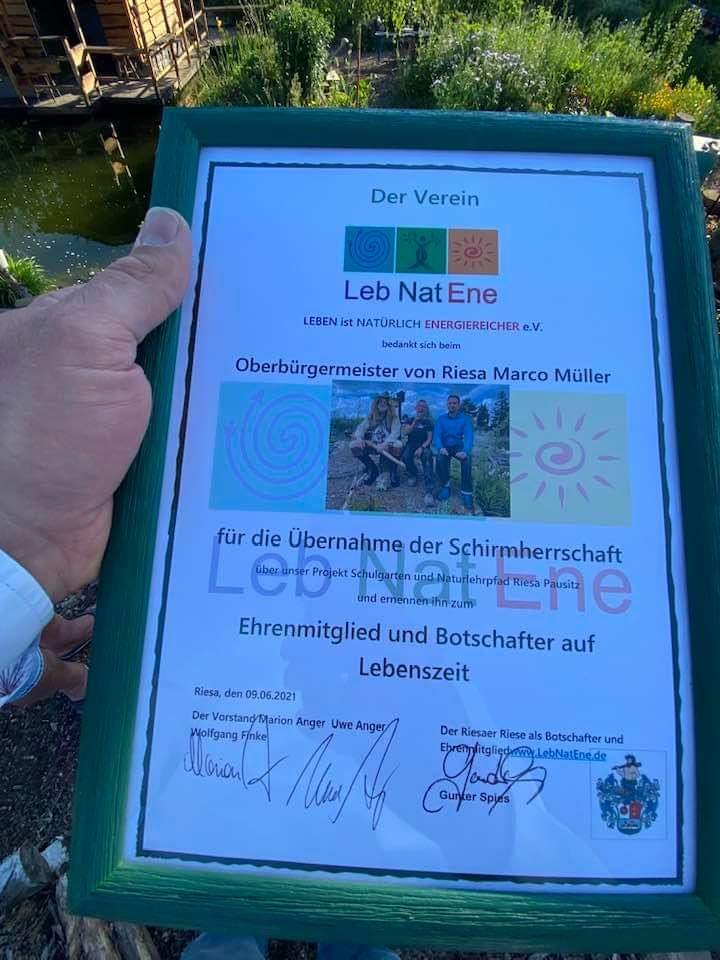 Der Verein
Leb Nat Ene
LEBEN ist NATÜRLICH ENERGIEREICHER e.V.
bedankt sich beim
Oberbürgermeister von Riesa Marco Müller
für die Übernahme der Schirmherrschaft
Leb Nat Ene
über unser Projekt Schulgarten und Naturlehrpfad Riesa Pausitz
und ernennen ihn zum
Ehrenmitglied und Botschafter auf
Lebenszeit
Riesa, den 09.06.2021
Der Vorstand Marion Anger Uwe Anger
Wolfgang Finke
Der Riesaer Riese als Botschafter und
Ehrenmitglied www.LebNatEne.de
Gunter Spies